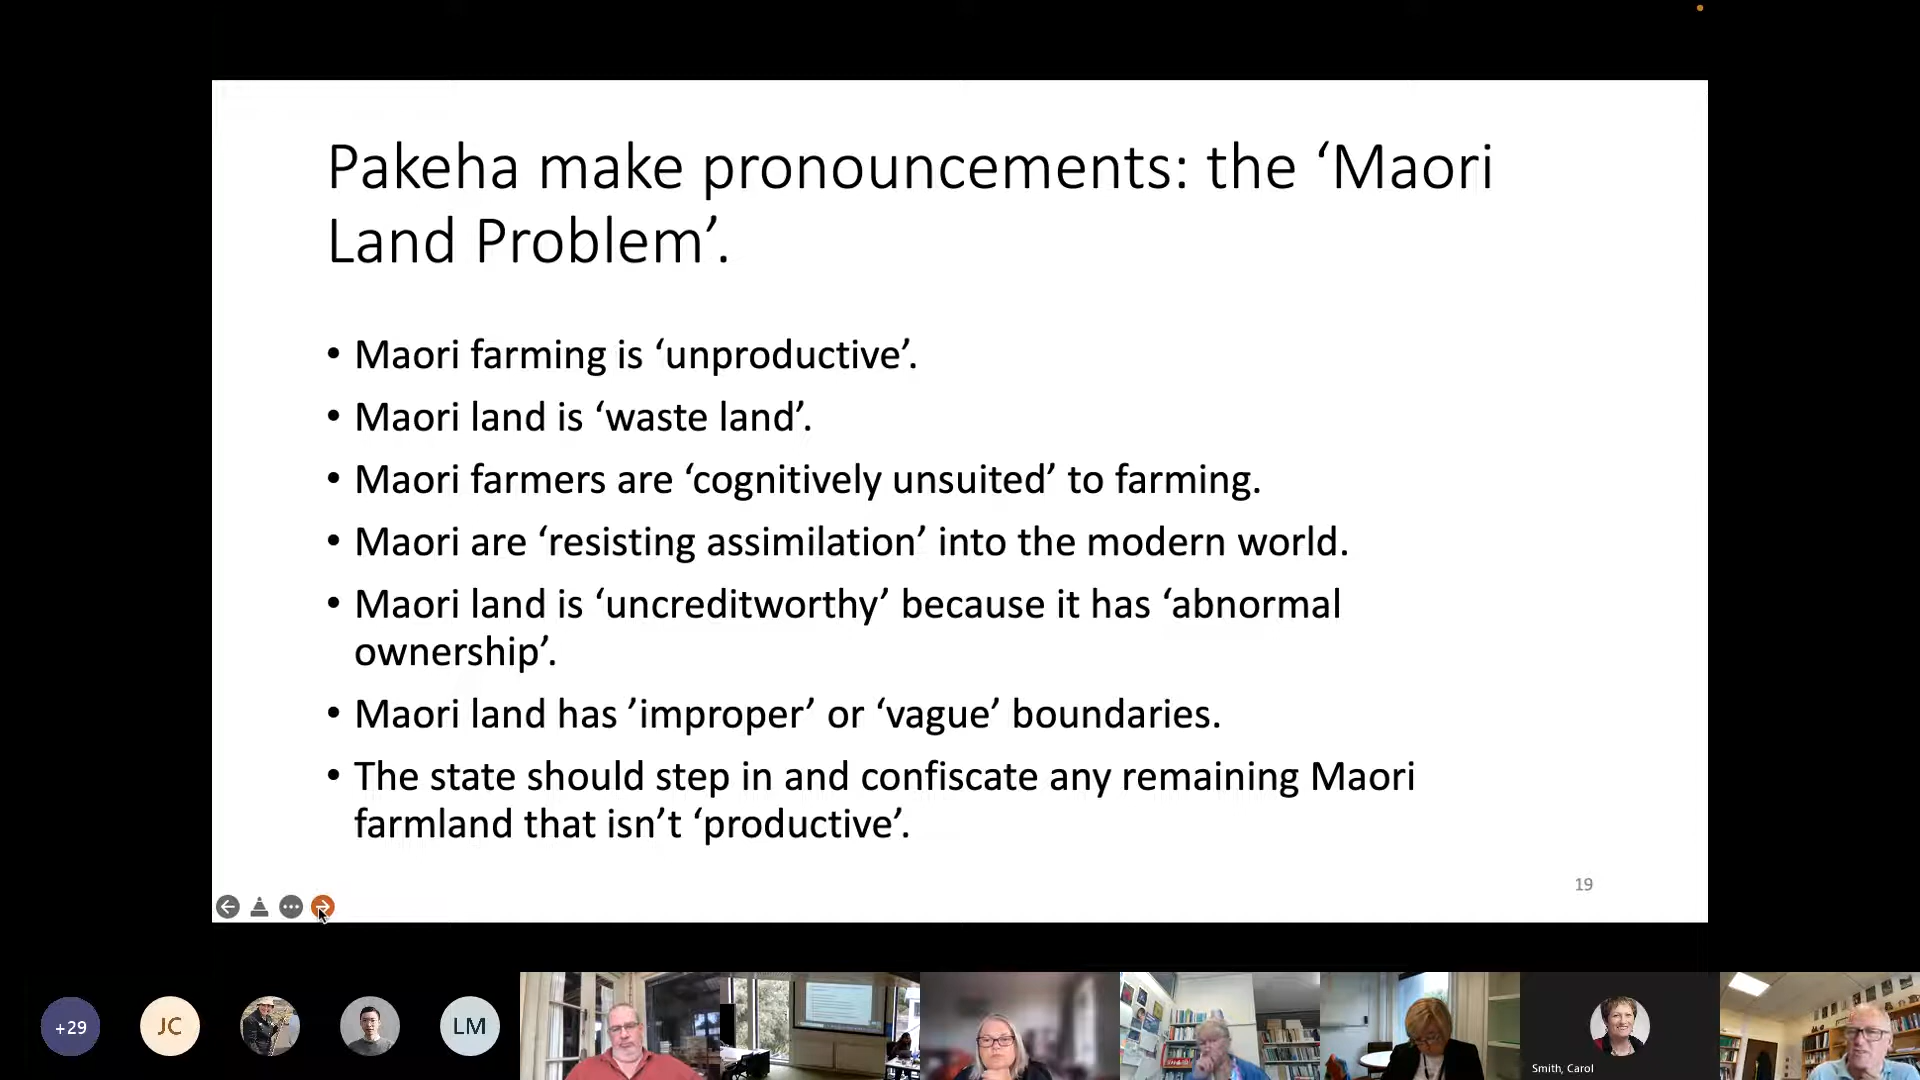 Pakeha make pronouncements: the ‘Maori
Land Problem’.
• Maori farming is ‘unproductive’.
• Maori land is ‘waste land’.
• Maori farmers are ‘cognitively unsuited’ to farming.
• Maori are ‘resisting assimilation’ into the modern world.
• Maori land is ‘uncreditworthy’ because it has ‘abnormal
ownership’.
• Maori land has ’improper’ or ‘vague’ boundaries.
• The state should step in and confiscate any remaining Maori
farmland that isn’t ‘productive’.
19
+29
JC
LM
Smith, Carol